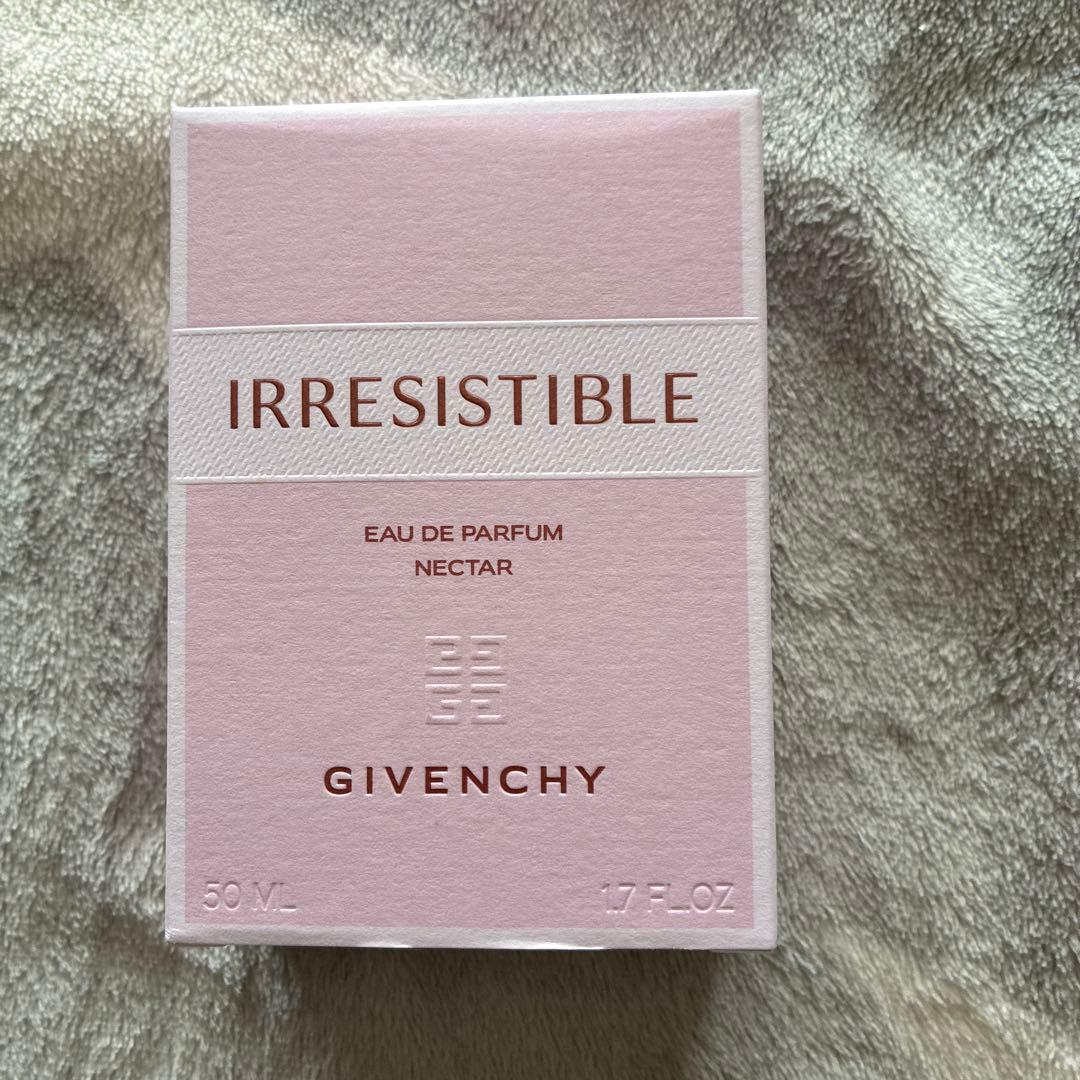 IRRESISTIBLE
EAU DE PARFUM
NECTAR
GIVENCHY
50 ML 1.7 FL.OZ